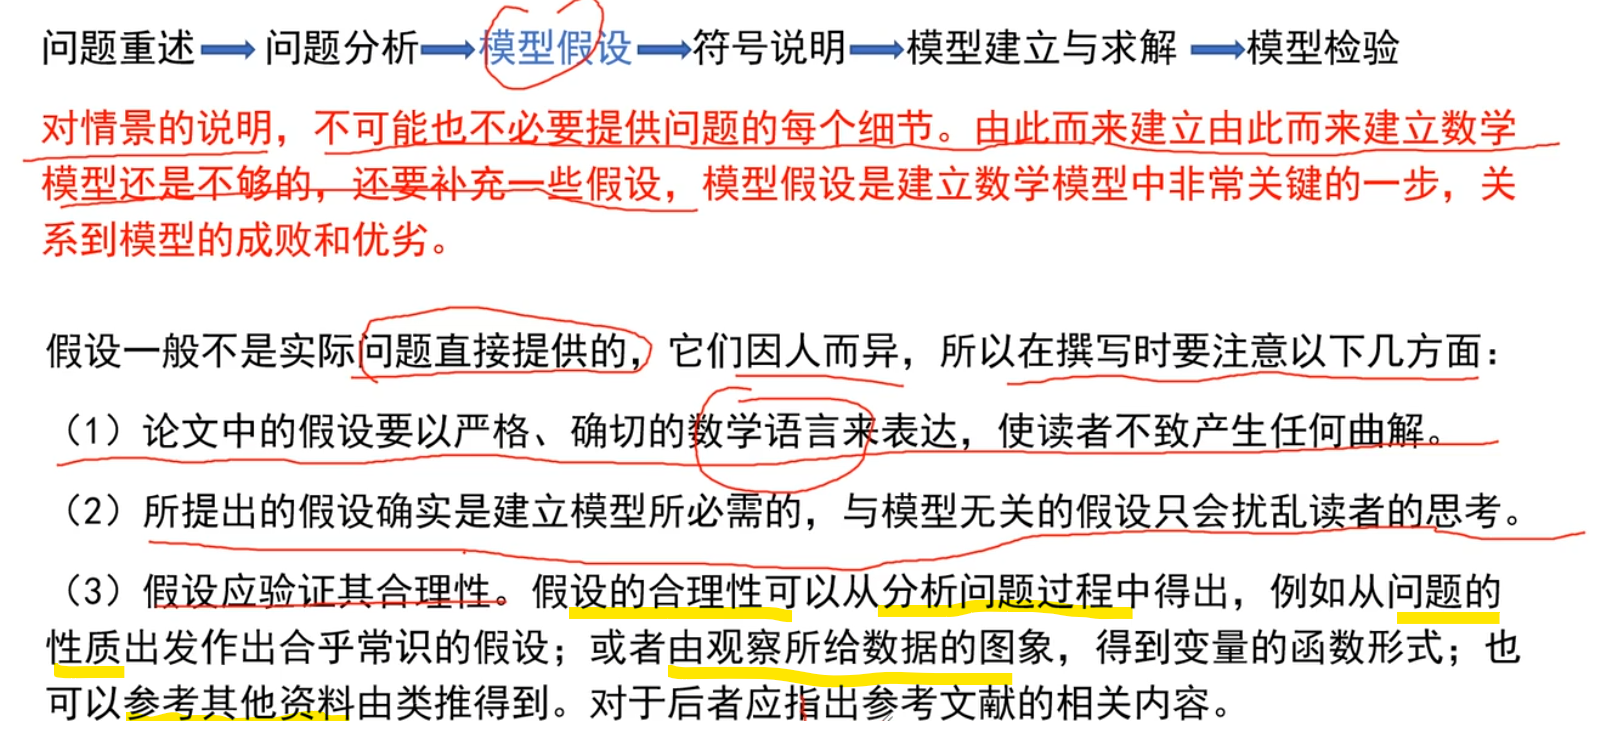 问题重述 问题分析 模型假设 符号说明 模型建立与求解 模型检验
对情景的说明，不可能也不必要提供问题的每个细节。由此而来建立由此而来建立数学
模型还是不够的，还要补充一些假设，模型假设是建立数学模型中非常关键的一步，关
系到模型的成败和优劣。
假设一般不是实际问题直接提供的，它们因人而异，所以在撰写时要注意以下几方面：
（1）论文中的假设要以严格、确切的数学语言来表达，使读者不致产生任何曲解。
（2）所提出的假设确实是建立模型所必需的，与模型无关的假设只会扰乱读者的思考。
（3）假设应验证其合理性。假设的合理性可以从分析问题过程中得出，例如从问题的
性质出发作出合乎常识的假设；或者由观察所给数据的图象，得到变量的函数形式；也
可以参考其他资料由类推得到。对于后者应指出参考文献的相关内容。